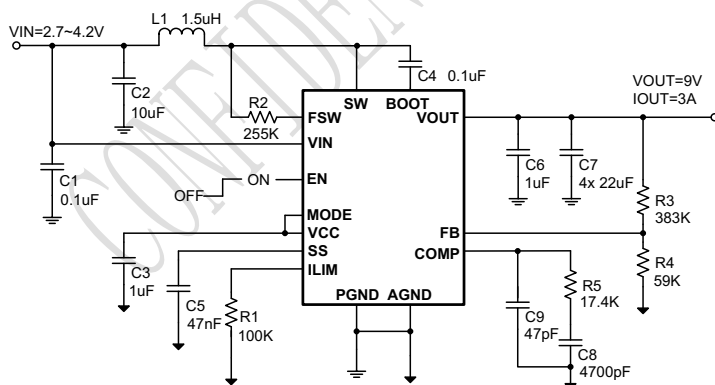 L1 1.5uH
VIN=2.7~4.2V
C2
10uF
C4 0.1uF
VOUT=9V
IOUT=3A
R2
255K
FSW
SW
BOOT
VOUT
VIN
C1
0.1uF
OFF
ON
EN
C6
1uF
C7
4x 22uF
R3
383K
MODE
VCC
FB
SS
COMP
R4
59K
ILIM
C3
1uF
C5
47nF
R1
100K
PGND
AGND
C9
47pF
R5
17.4K
C8
4700pF
CONFIDEN